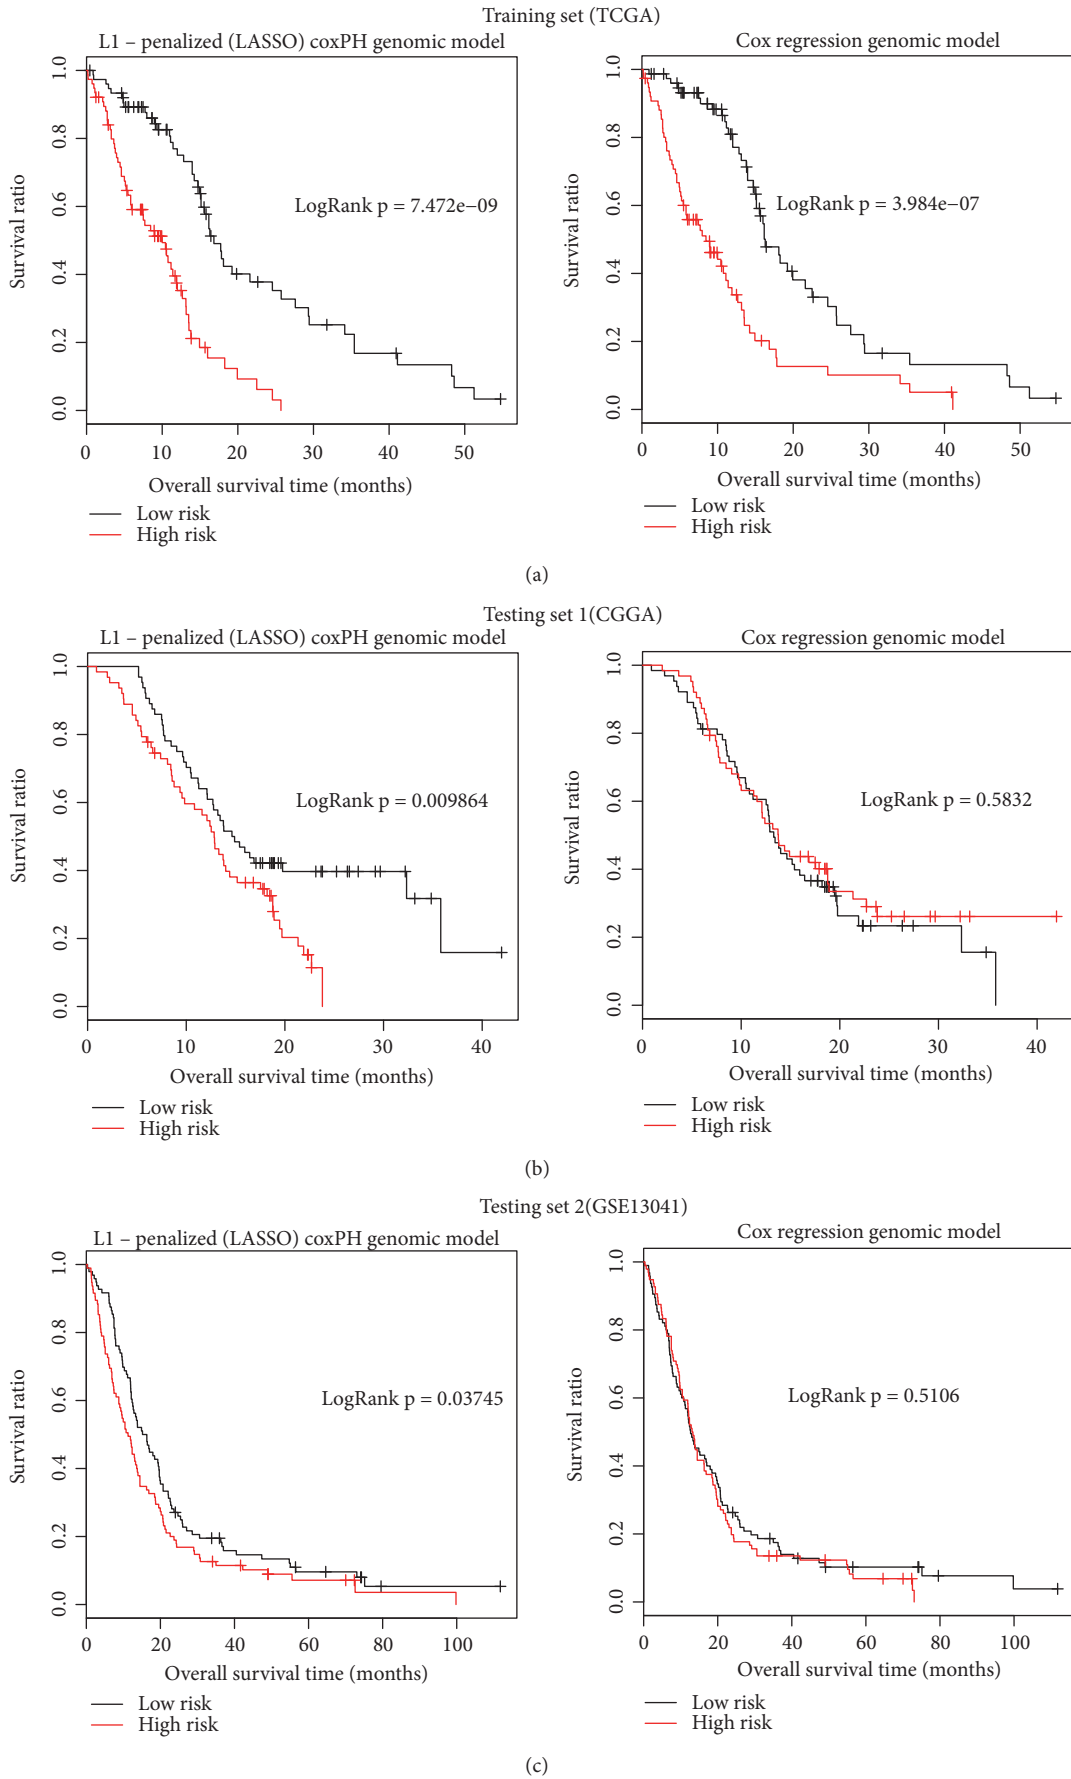 Training set (TCGA)
L1 – penalized (LASSO) coxPH genomic model
Survival ratio
1.0
0.8
0.6
0.4
0.2
0.0
LogRank p = 7.472e−09
0 10 20 30 40 50
Overall survival time (months)
Low risk
High risk
Cox regression genomic model
Survival ratio
1.0
0.8
0.6
0.4
0.2
0.0
LogRank p = 3.984e−07
0 10 20 30 40 50
Overall survival time (months)
Low risk
High risk
(a)
Testing set 1(CGGA)
L1 – penalized (LASSO) coxPH genomic model
Survival ratio
1.0
0.8
0.6
0.4
0.2
0.0
LogRank p = 0.009864
0 10 20 30 40
Overall survival time (months)
Low risk
High risk
Cox regression genomic model
Survival ratio
1.0
0.8
0.6
0.4
0.2
0.0
LogRank p = 0.5832
0 10 20 30 40
Overall survival time (months)
Low risk
High risk
(b)
Testing set 2(GSE13041)
L1 – penalized (LASSO) coxPH genomic model
Survival ratio
1.0
0.8
0.6
0.4
0.2
0.0
LogRank p = 0.03745
0 20 40 60 80 100
Overall survival time (months)
Low risk
High risk
Cox regression genomic model
Survival ratio
1.0
0.8
0.6
0.4
0.2
0.0
LogRank p = 0.5106
0 20 40 60 80 100
Overall survival time (months)
Low risk
High risk
(c)